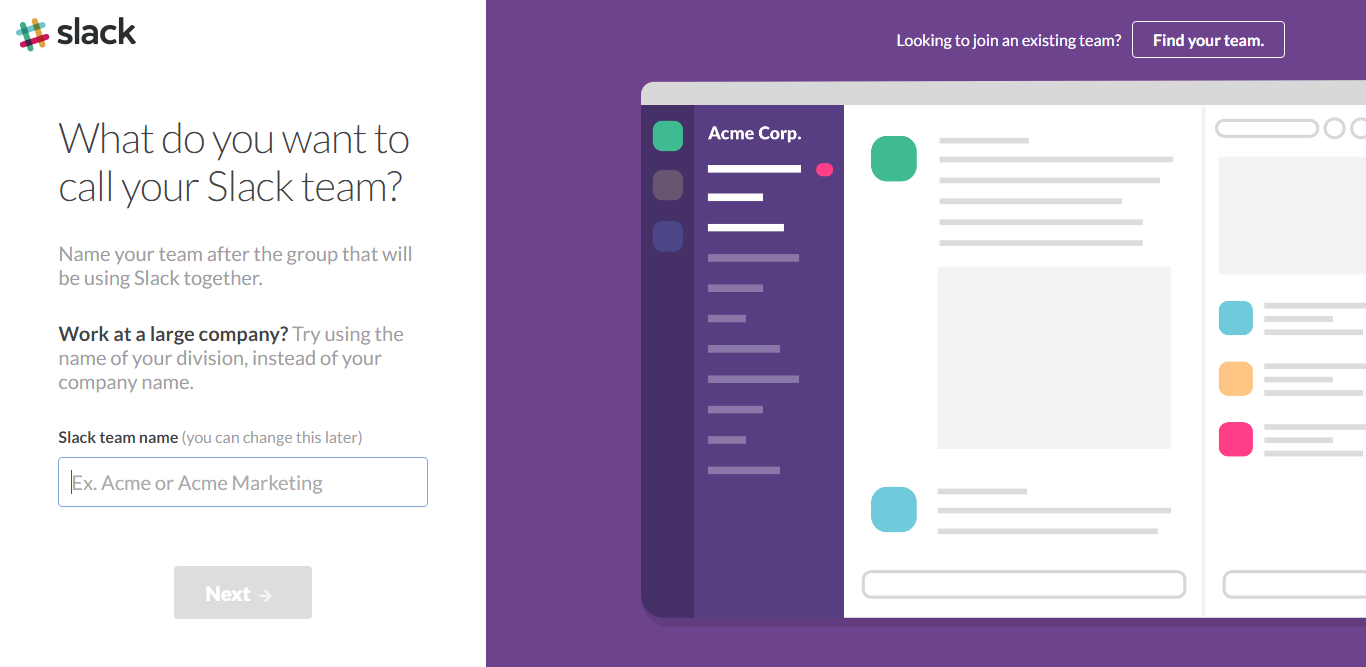 slack
Looking to join an existing team? Find your team.
What do you want to
call your Slack team?
Name your team after the group that will
be using Slack together.
Work at a large company? Try using the
name of your division, instead of your
company name.
Slack team name (you can change this later)
Ex. Acme or Acme Marketing
Next →
Acme Corp.